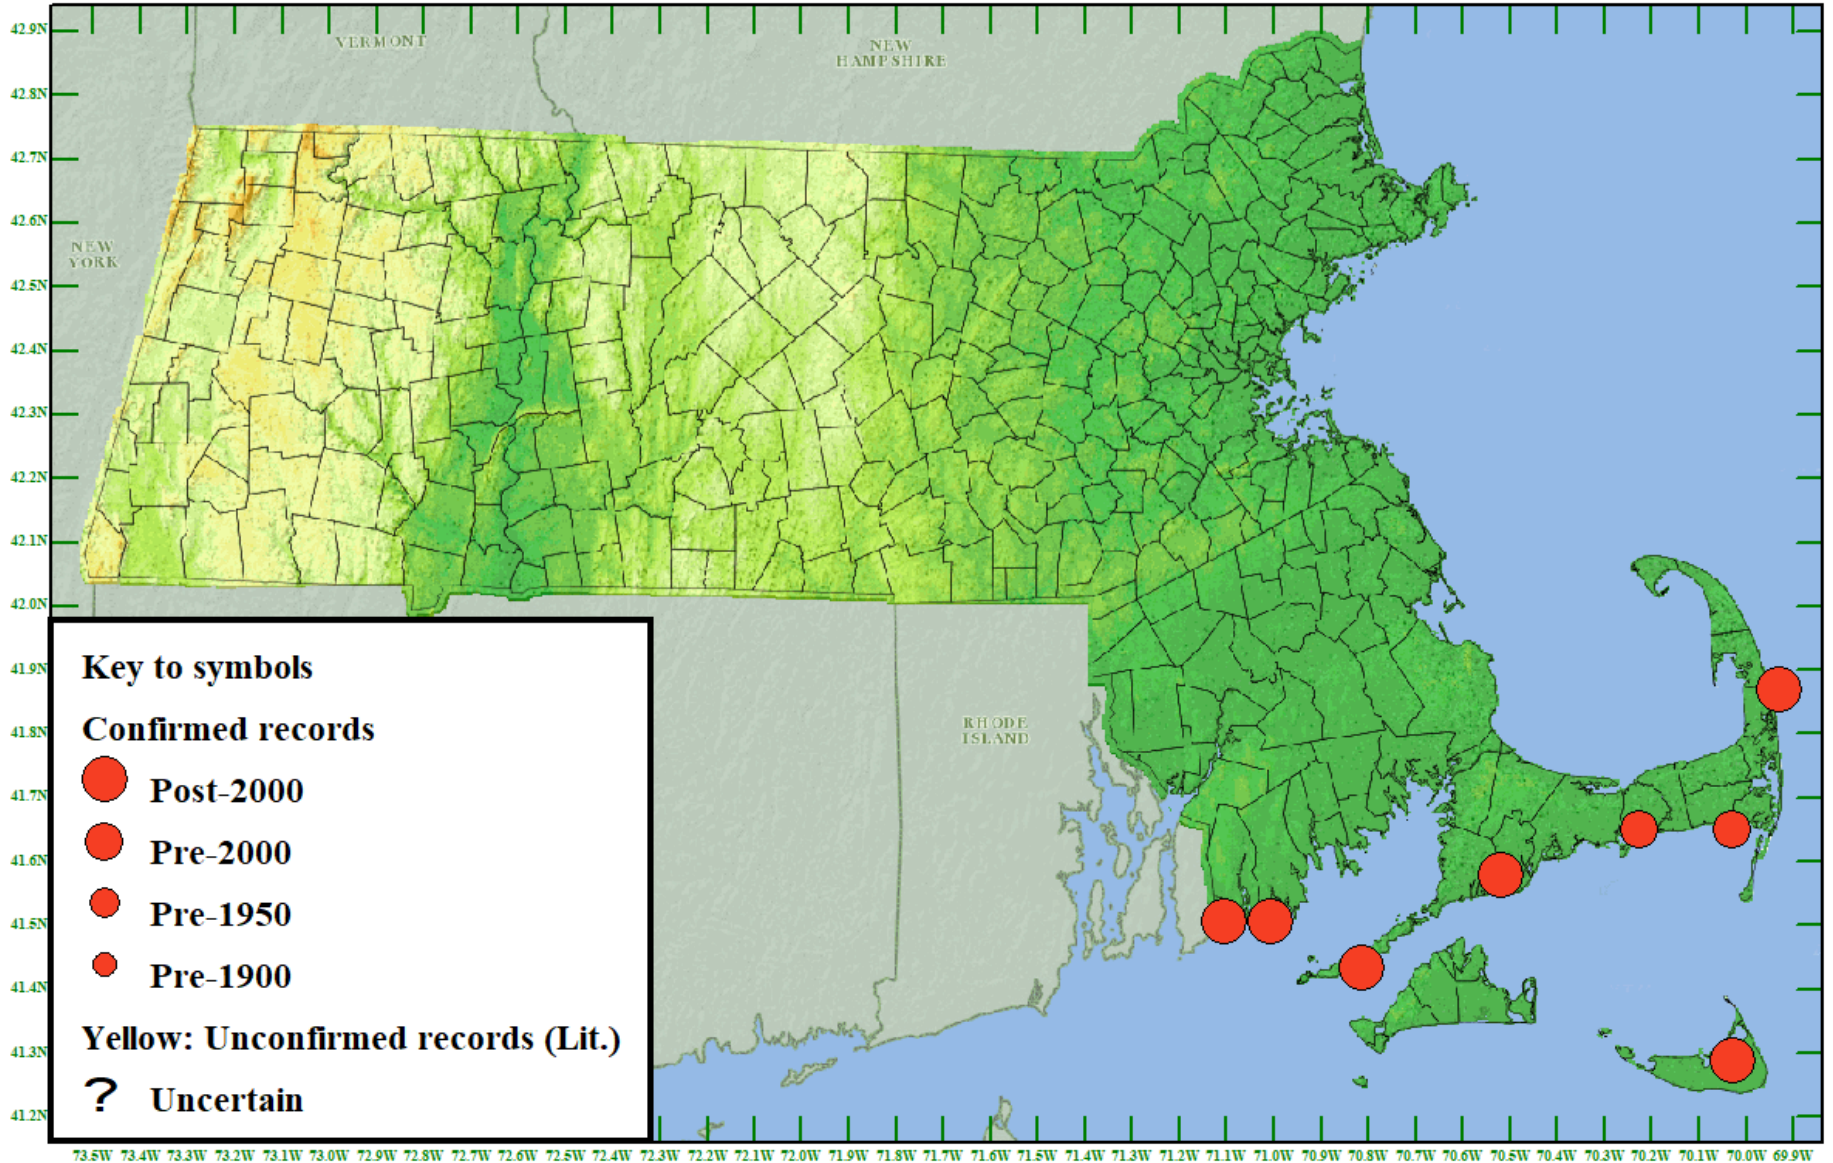 VERMONT
NEW
HAMPSHIRE
NEW
YORK
RHODE
ISLAND
42.9N
42.8N
42.7N
42.6N
42.5N
42.4N
42.3N
42.2N
42.1N
42.0N
41.9N
41.8N
41.7N
41.6N
41.5N
41.4N
41.3N
41.2N
Key to symbols
Confirmed records
Post-2000
Pre-2000
Pre-1950
Pre-1900
Yellow: Unconfirmed records (Lit.)
? Uncertain
73.5W 73.4W 73.3W 73.2W 73.1W 73.0W 72.9W 72.8W 72.7W 72.6W 72.5W 72.4W 72.3W 72.2W 72.1W 72.0W 71.9W 71.8W 71.7W 71.6W 71.5W 71.4W 71.3W 71.2W 71.1W 71.0W 70.9W 70.8W 70.7W 70.6W 70.5W 70.4W 70.3W 70.2W 70.1W 70.0W 69.9W